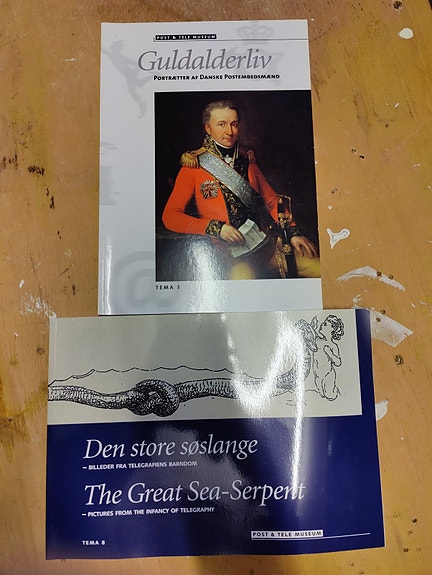 POST & TELE MUSEUM
Guldalderliv
PORTRÆTTER AF DANSKE POSTEMBEDSMÆND
TEMA 3
Den store søslange
– BILLEDER FRA TELEGRAFIENS BARNDOM
The Great Sea-Serpent
– PICTURES FROM THE INFANCY OF TELEGRAPHY
POST & TELE MUSEUM
TEMA 8